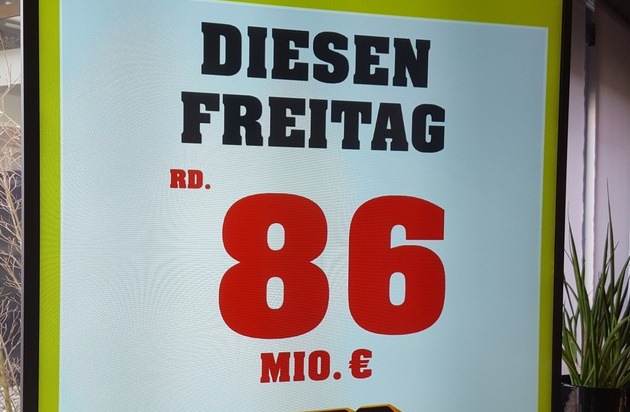 DIESEN
FREITAG
RD.
86
MIO. €